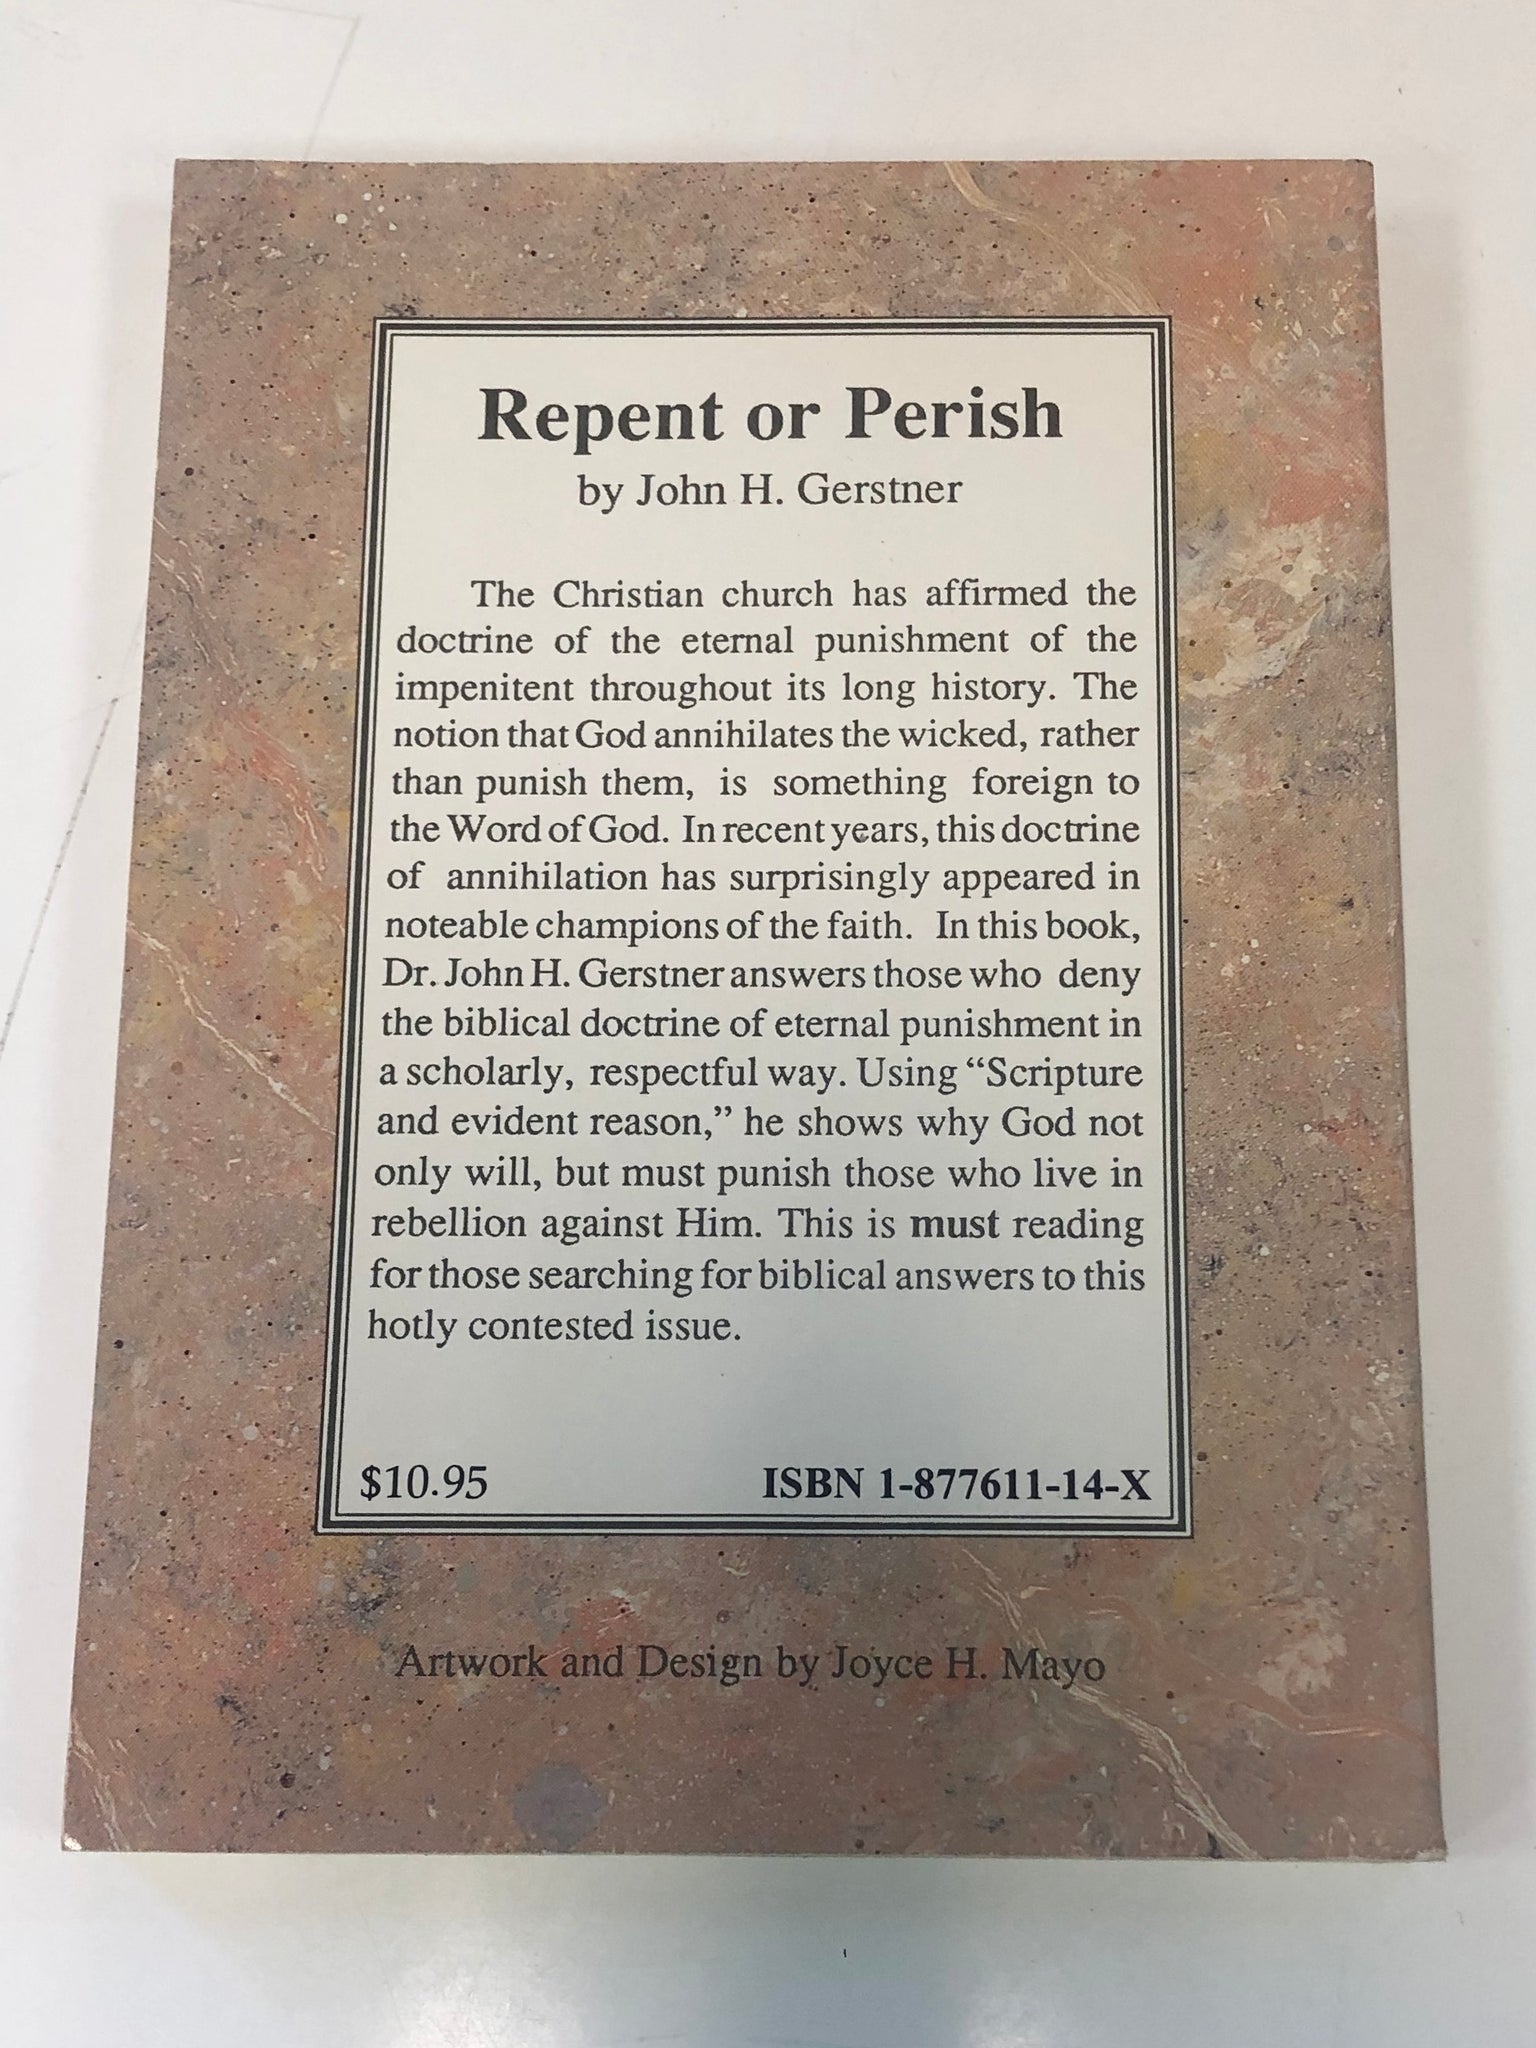 Repent or Perish
by John H. Gerstner
The Christian church has affirmed the
doctrine of the eternal punishment of the
impenitent throughout its long history. The
notion that God annihilates the wicked, rather
than punish them, is something foreign to
the Word of God. In recent years, this doctrine
of annihilation has surprisingly appeared in
noteable champions of the faith. In this book,
Dr. John H. Gerstner answers those who deny
the biblical doctrine of eternal punishment in
a scholarly, respectful way. Using “Scripture
and evident reason,” he shows why God not
only will, but must punish those who live in
rebellion against Him. This is must reading
for those searching for biblical answers to this
hotly contested issue.
$10.95 ISBN 1-877611-14-X
Artwork and Design by Joyce H. Mayo